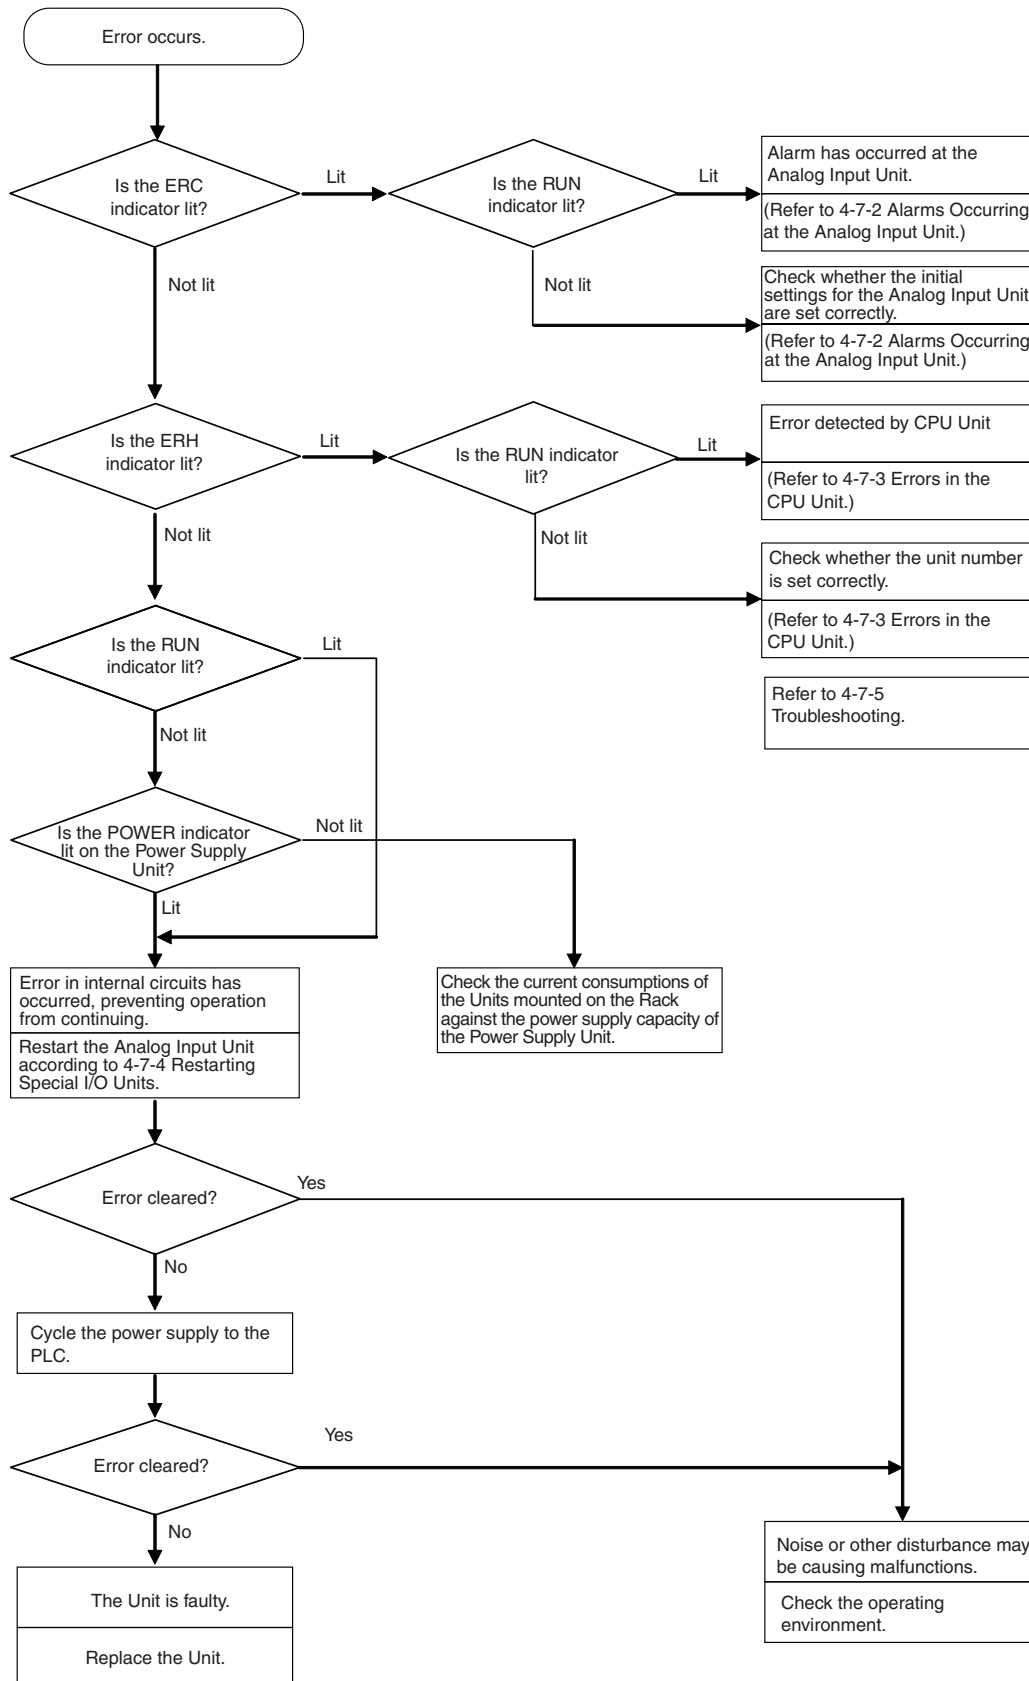 Error occurs.
Is the ERC
indicator lit?
Lit
Is the RUN
indicator lit?
Lit
Alarm has occurred at the
Analog Input Unit.
(Refer to 4-7-2 Alarms Occurring
at the Analog Input Unit.)
Not lit
Not lit
Check whether the initial
settings for the Analog Input Unit
are set correctly.
(Refer to 4-7-2 Alarms Occurring
at the Analog Input Unit.)
Is the ERH
indicator lit?
Lit
Is the RUN indicator
lit?
Lit
Error detected by CPU Unit
(Refer to 4-7-3 Errors in the
CPU Unit.)
Not lit
Not lit
Check whether the unit number
is set correctly.
(Refer to 4-7-3 Errors in the
CPU Unit.)
Is the RUN
indicator lit?
Lit
Refer to 4-7-5
Troubleshooting.
Not lit
Is the POWER indicator
lit on the Power Supply
Unit?
Not lit
Lit
Error in internal circuits has
occurred, preventing operation
from continuing.
Restart the Analog Input Unit
according to 4-7-4 Restarting
Special I/O Units.
Check the current consumptions of
the Units mounted on the Rack
against the power supply capacity of
the Power Supply Unit.
Error cleared?
Yes
No
Cycle the power supply to the
PLC.
Error cleared?
Yes
No
The Unit is faulty.
Replace the Unit.
Noise or other disturbance may
be causing malfunctions.
Check the operating
environment.